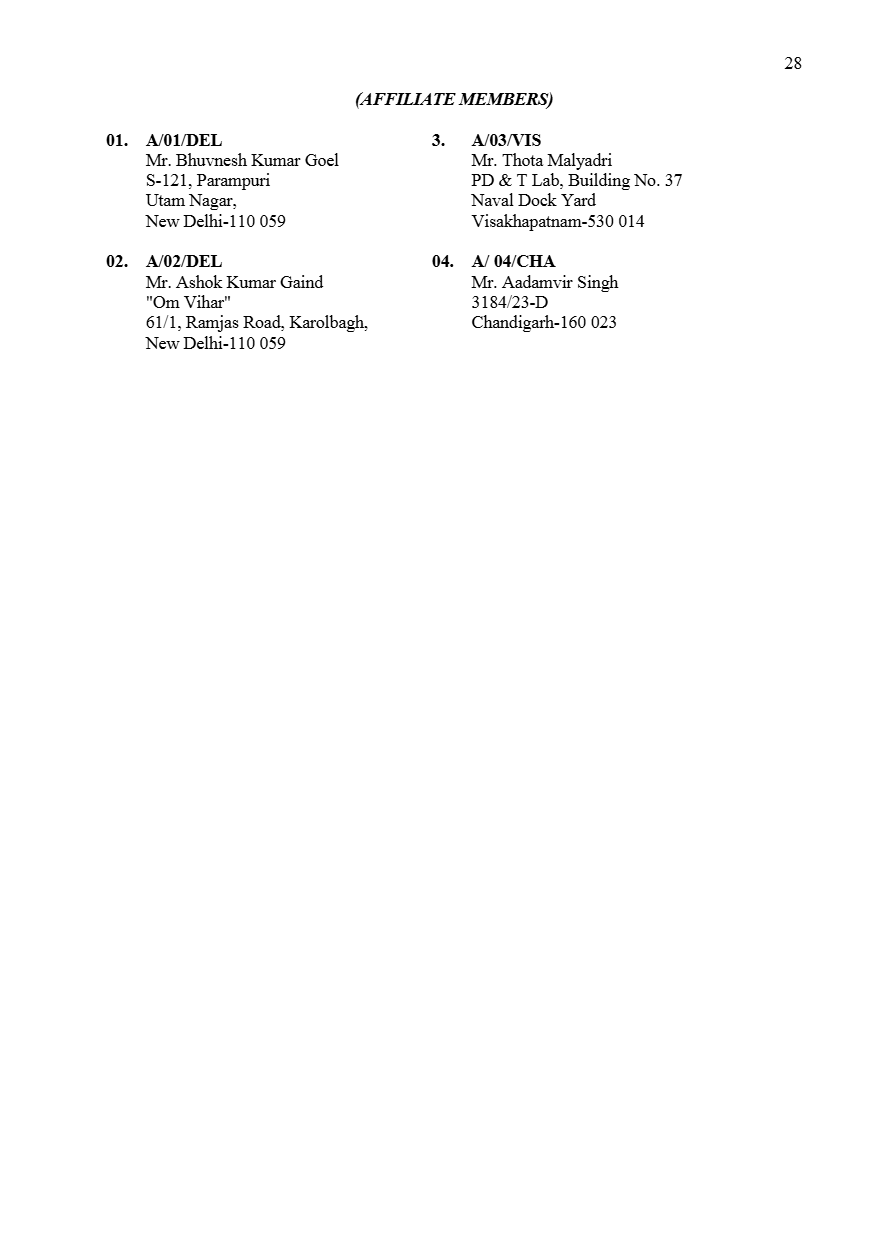 28
(AFFILIATE MEMBERS)
01. A/01/DEL
Mr. Bhuvnesh Kumar Goel
S-121, Parampuri
Utam Nagar,
New Delhi-110 059
02. A/02/DEL
Mr. Ashok Kumar Gaind
"Om Vihar"
61/1, Ramjas Road, Karolbagh,
New Delhi-110 059
3. A/03/VIS
Mr. Thota Malyadri
PD & T Lab, Building No. 37
Naval Dock Yard
Visakhapatnam-530 014
04. A/ 04/CHA
Mr. Aadamvir Singh
3184/23-D
Chandigarh-160 023